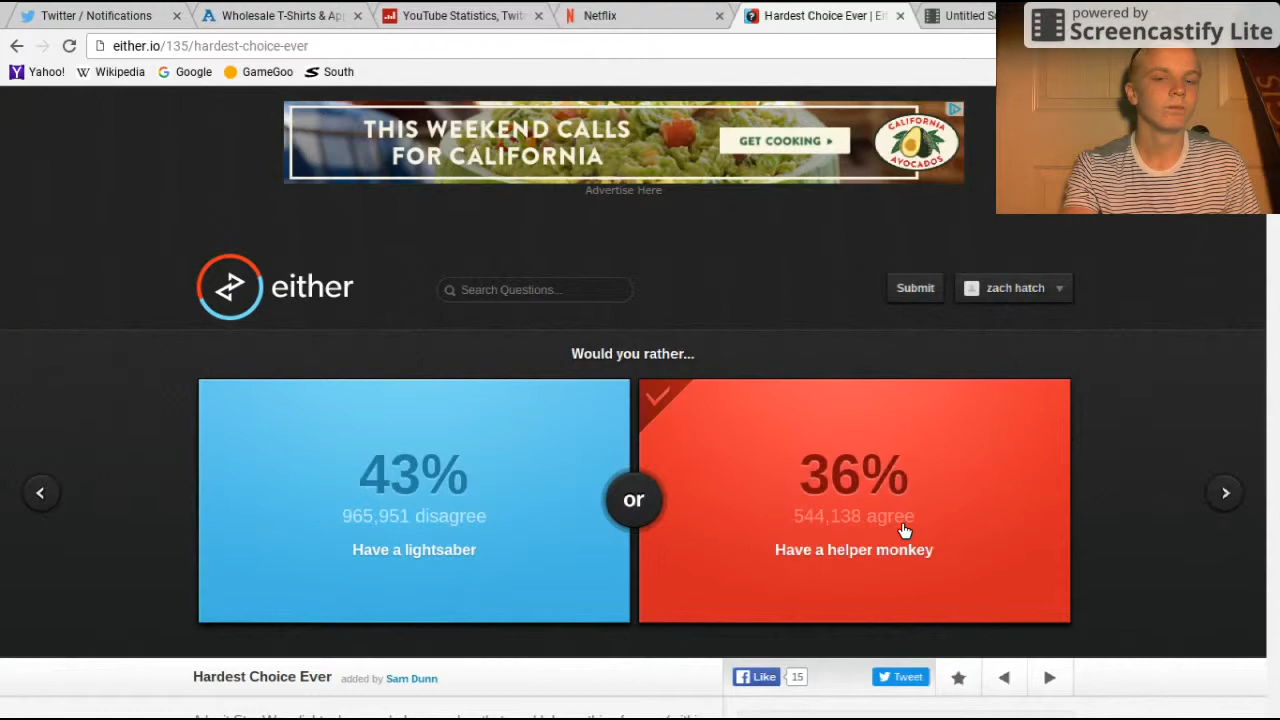 Twitter / Notifications
Wholesale T-Shirts & Ap
YouTube Statistics, Twit
Netflix
Hardest Choice Ever | Ei
Untitled S
powered by
Screencastify Lite
either.io/135/hardest-choice-ever
Yahoo!
Wikipedia
Google
GameGoo
South
THIS WEEKEND CALLS
FOR CALIFORNIA
GET COOKING
CALIFORNIA
AVOCADOS
Advertise Here
either
Search Questions...
Submit
zach hatch
Would you rather...
43%
965,951 disagree
Have a lightsaber
or
36%
544,138 agree
Have a helper monkey
Hardest Choice Ever added by Sam Dunn
Like 15
Tweet